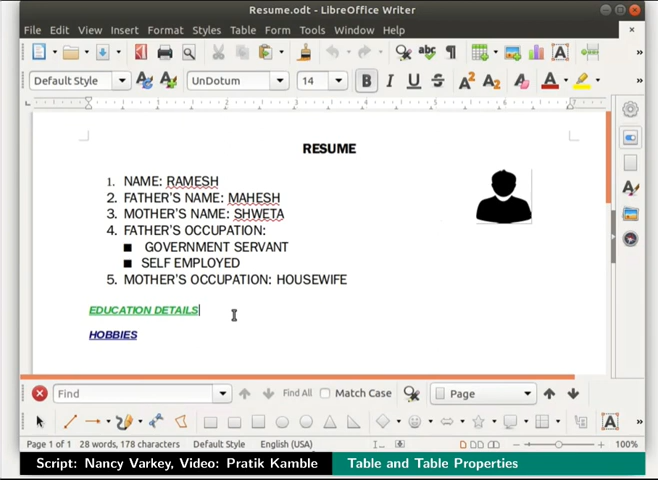 Resume.odt - LibreOffice Writer
File Edit View Insert Format Styles Table Form Tools Window Help
Default Style UnDotum 14 B I U S A² A₂ A
RESUME
1. NAME: RAMESH
2. FATHER'S NAME: MAHESH
3. MOTHER'S NAME: SHWETA
4. FATHER'S OCCUPATION:
■ GOVERNMENT SERVANT
■ SELF EMPLOYED
5. MOTHER'S OCCUPATION: HOUSEWIFE
EDUCATION DETAILS
HOBBIES
Find Find All Match Case Page
Page 1 of 1 28 words, 178 characters Default Style English (USA) 100%
Script: Nancy Varkey, Video: Pratik Kamble Table and Table Properties